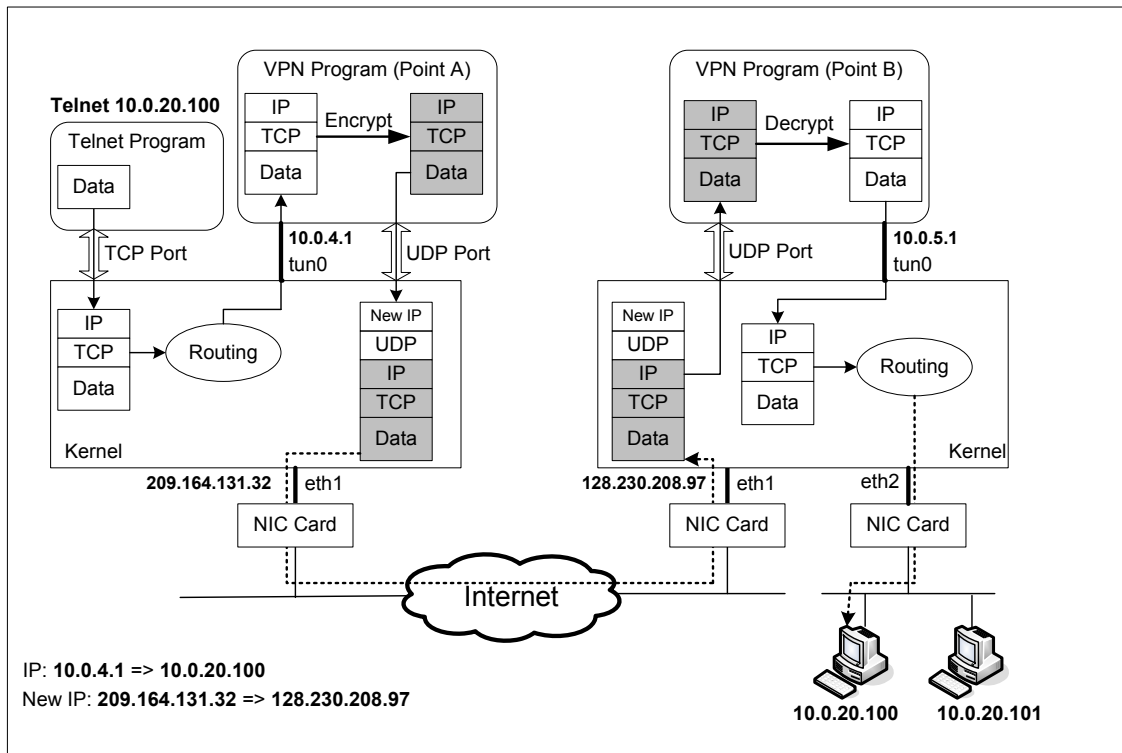 VPN Program (Point A)
IP
TCP
Data
Encrypt
IP
TCP
Data
Telnet 10.0.20.100
Telnet Program
Data
TCP Port
10.0.4.1
tun0
UDP Port
IP
TCP
Data
Routing
New IP
UDP
IP
TCP
Data
Kernel
209.164.131.32
eth1
NIC Card
VPN Program (Point B)
IP
TCP
Data
Decrypt
IP
TCP
Data
UDP Port
10.0.5.1
tun0
New IP
UDP
IP
TCP
Data
IP
TCP
Data
Routing
Kernel
128.230.208.97
eth1
eth2
NIC Card
NIC Card
Internet
10.0.20.100
10.0.20.101
IP: 10.0.4.1 => 10.0.20.100
New IP: 209.164.131.32 => 128.230.208.97